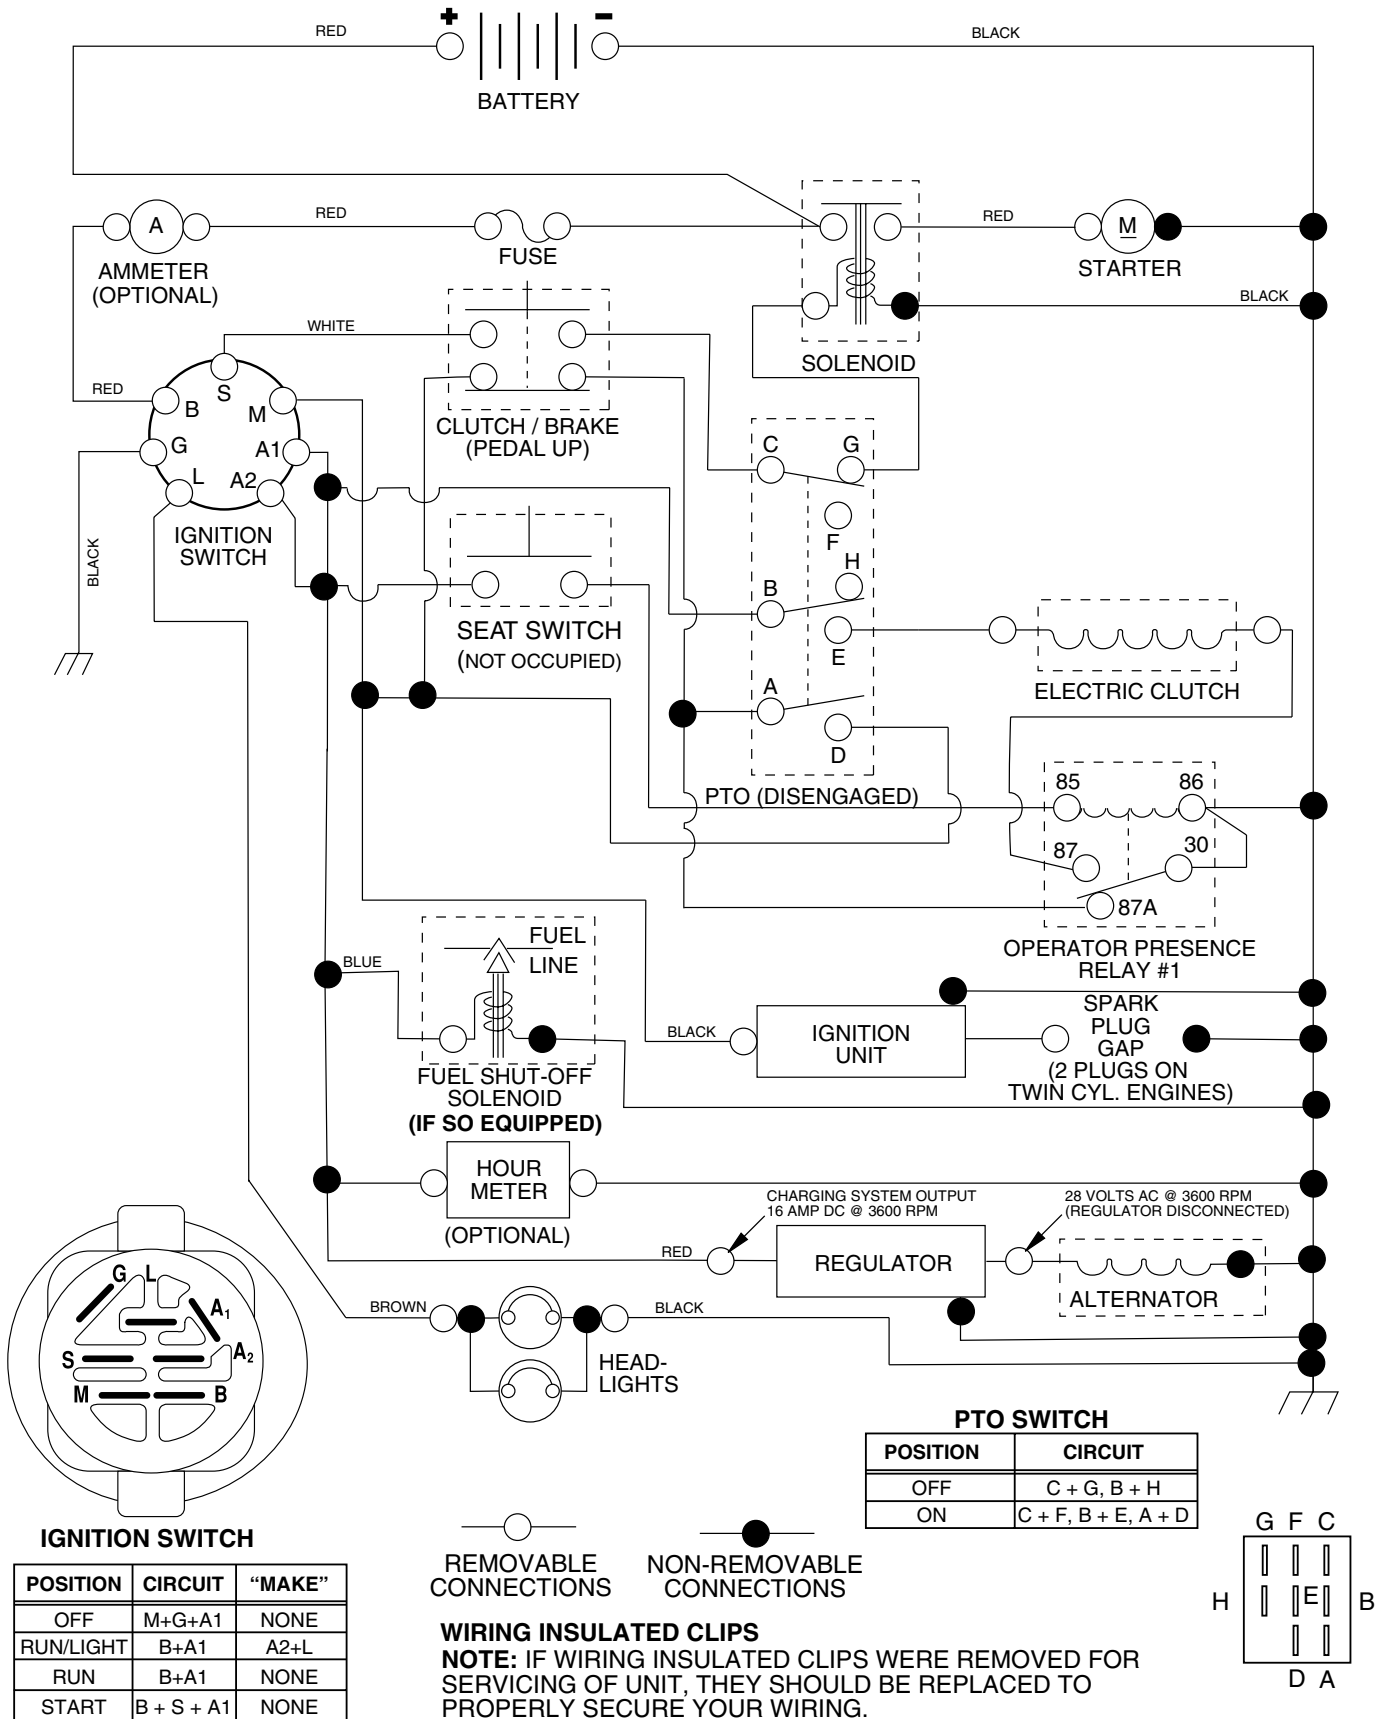 +
-
RED
BLACK
BATTERY
RED
A
AMMETER
(OPTIONAL)
FUSE
RED
M
STARTER
BLACK
SOLENOID
WHITE
CLUTCH / BRAKE
(PEDAL UP)
RED
S
B
M
G
A1
L
A2
IGNITION
SWITCH
BLACK
SEAT SWITCH
(NOT OCCUPIED)
C
G
F
H
B
E
A
D
PTO (DISENGAGED)
ELECTRIC CLUTCH
85
86
87
30
87A
OPERATOR PRESENCE
RELAY #1
BLUE
FUEL
LINE
FUEL SHUT-OFF
SOLENOID
(IF SO EQUIPPED)
BLACK
IGNITION
UNIT
SPARK
PLUG
GAP
(2 PLUGS ON
TWIN CYL. ENGINES)
HOUR
METER
(OPTIONAL)
CHARGING SYSTEM OUTPUT
16 AMP DC @ 3600 RPM
28 VOLTS AC @ 3600 RPM
(REGULATOR DISCONNECTED)
RED
REGULATOR
ALTERNATOR
BROWN
BLACK
HEAD-
LIGHTS
G
L
A1
S
A2
M
B
IGNITION SWITCH
POSITION CIRCUIT “MAKE”
OFF M+G+A1 NONE
RUN/LIGHT B+A1 A2+L
RUN B+A1 NONE
START B + S + A1 NONE
REMOVABLE
CONNECTIONS
NON-REMOVABLE
CONNECTIONS
PTO SWITCH
POSITION CIRCUIT
OFF C + G, B + H
ON C + F, B + E, A + D
G F C
H E B
D A
WIRING INSULATED CLIPS
NOTE: IF WIRING INSULATED CLIPS WERE REMOVED FOR
SERVICING OF UNIT, THEY SHOULD BE REPLACED TO
PROPERLY SECURE YOUR WIRING.